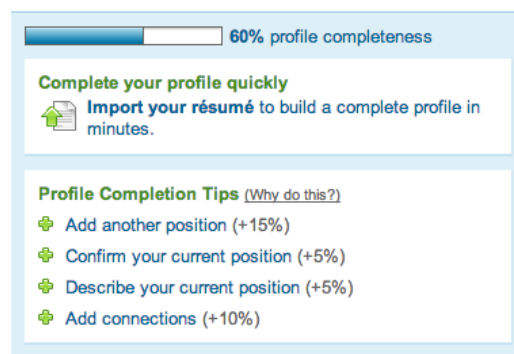 60% profile completeness
Complete your profile quickly
Import your résumé to build a complete profile in
minutes.
Profile Completion Tips (Why do this?)
Add another position (+15%)
Confirm your current position (+5%)
Describe your current position (+5%)
Add connections (+10%)